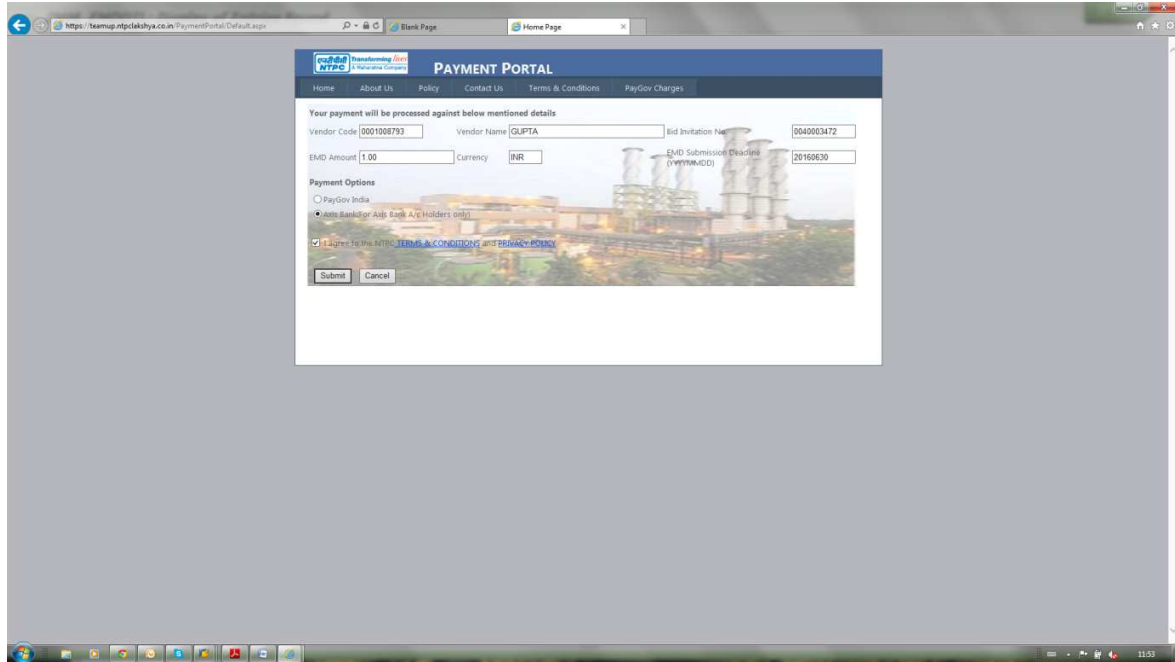 https://teamup.ntpclakshya.co.in/PaymentPortal/Default.aspx
Blank Page
Home Page
एनटीपीसी
NTPC
Transforming lives
A Maharatna Company
PAYMENT PORTAL
Home About Us Policy Contact Us Terms & Conditions PayGov Charges
Your payment will be processed against below mentioned details
Vendor Code 0001008793 Vendor Name GUPTA Bid Invitation No 0040003472
EMD Amount 1.00 Currency INR EMD Submission Deadline 20160630
(YYYYMMDD)
Payment Options
PayGov India
Axis Bank(For Axis Bank A/c Holders only)
I agree to the NTPC TERMS & CONDITIONS and PRIVACY POLICY
Submit Cancel
11:53